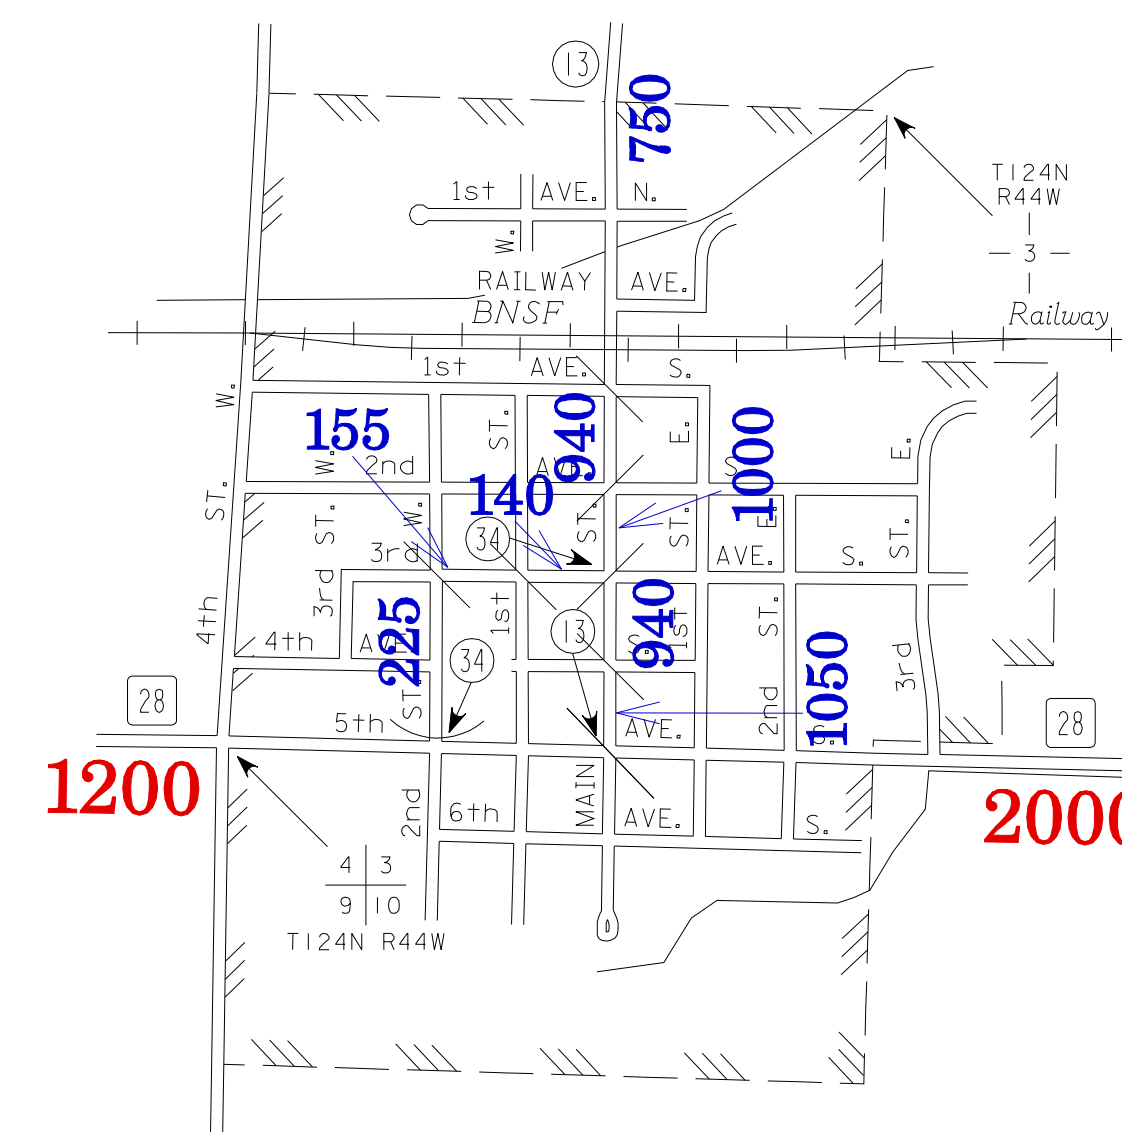 13
750
1st AVE. N.
T124N
R44W
3
W.
RAILWAY AVE.
BNSF
Railway
1st AVE. S.
W.
155
940
1000
ST.
E.
E.
W.
2nd AVE. S.
140
ST.
ST.
W.
34
ST.
ST.
E.
ST.
3rd AVE. S.
3rd
4th
225
1st
13
940
1st
ST.
4th AVE. S.
34
1050
3rd
28
ST.
5th AVE. S.
2nd
28
1200
2000
2nd
6th AVE. S.
MAIN
4 3
9 10
T124N R44W